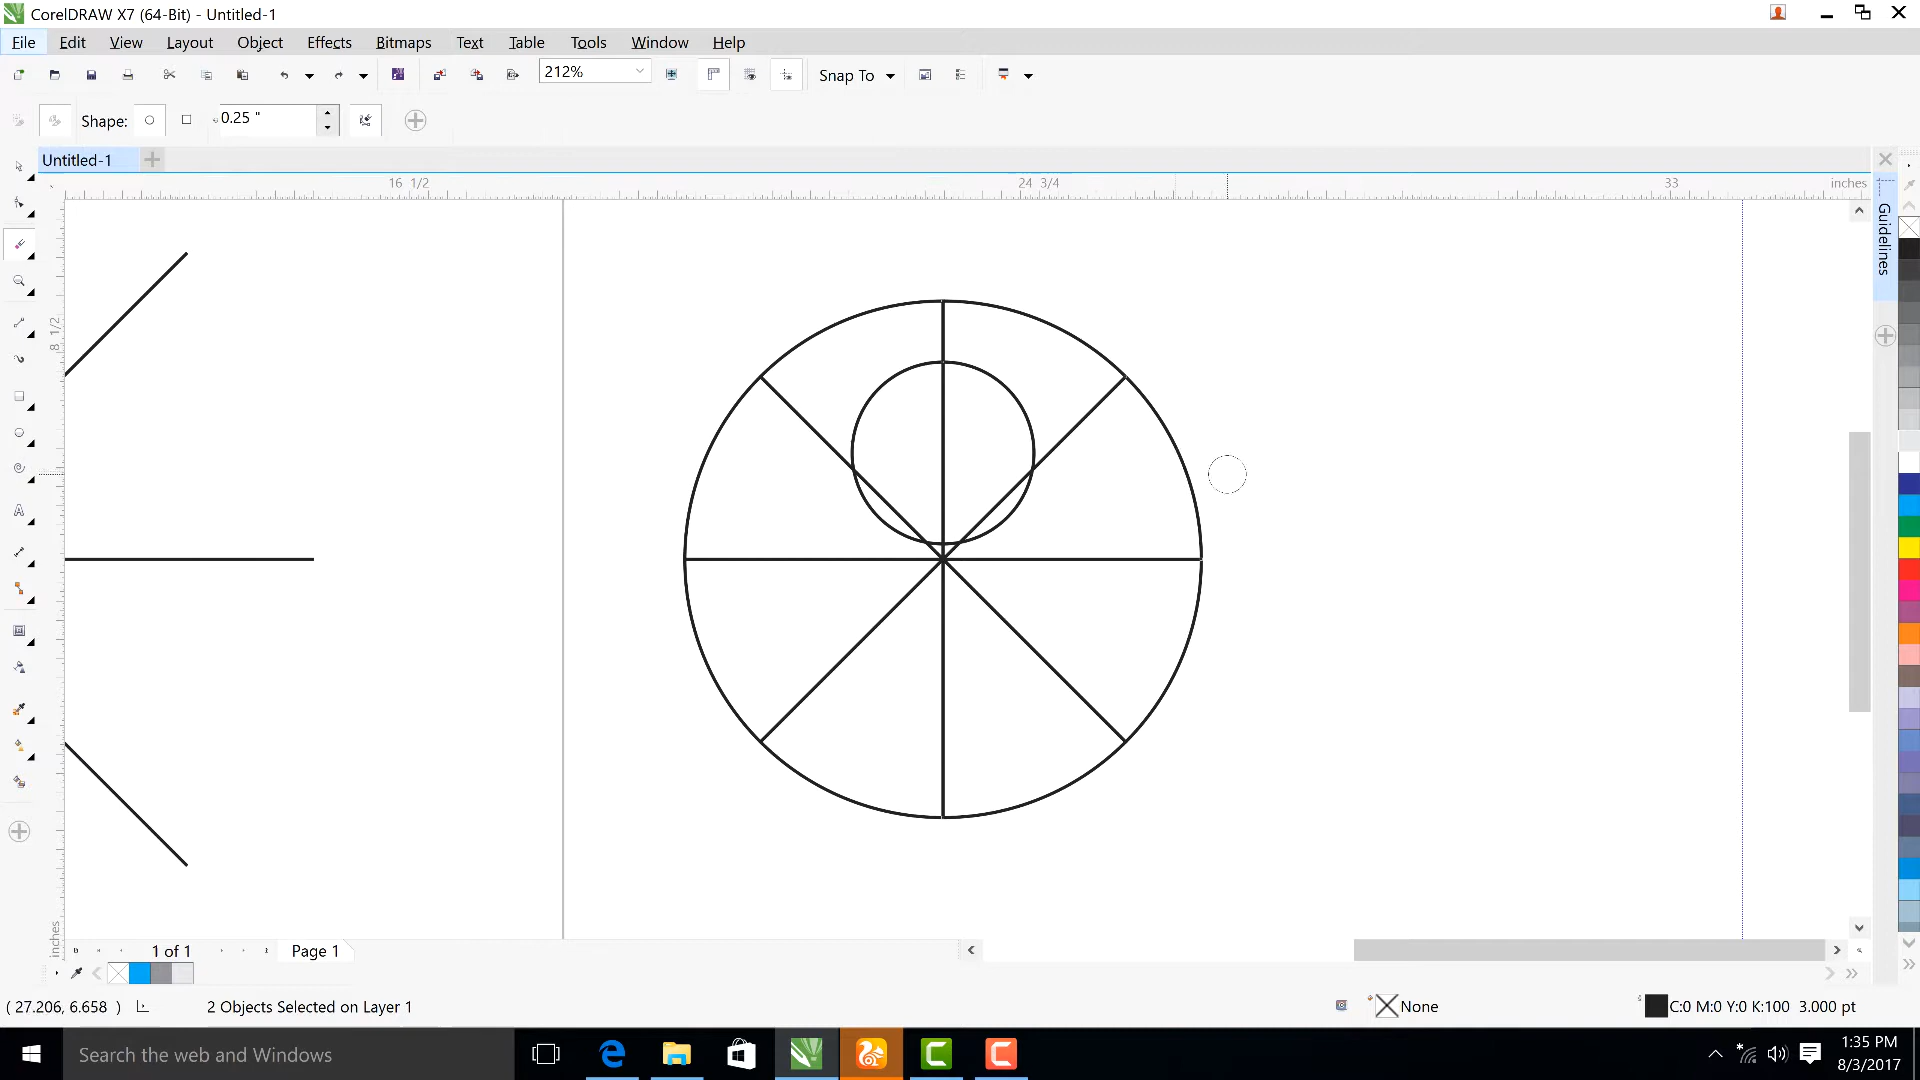 CorelDRAW X7 (64-Bit) - Untitled-1
File Edit View Layout Object Effects Bitmaps Text Table Tools Window Help
212% Snap To
Shape: 0.25 "
Untitled-1
16 1/2 24 3/4 33 inches
Guidelines
8 1/2
inches
1 of 1 Page 1
( 27.206, 6.658 ) 2 Objects Selected on Layer 1 None C:0 M:0 Y:0 K:100 3.000 pt
Search the web and Windows
1:35 PM
8/3/2017